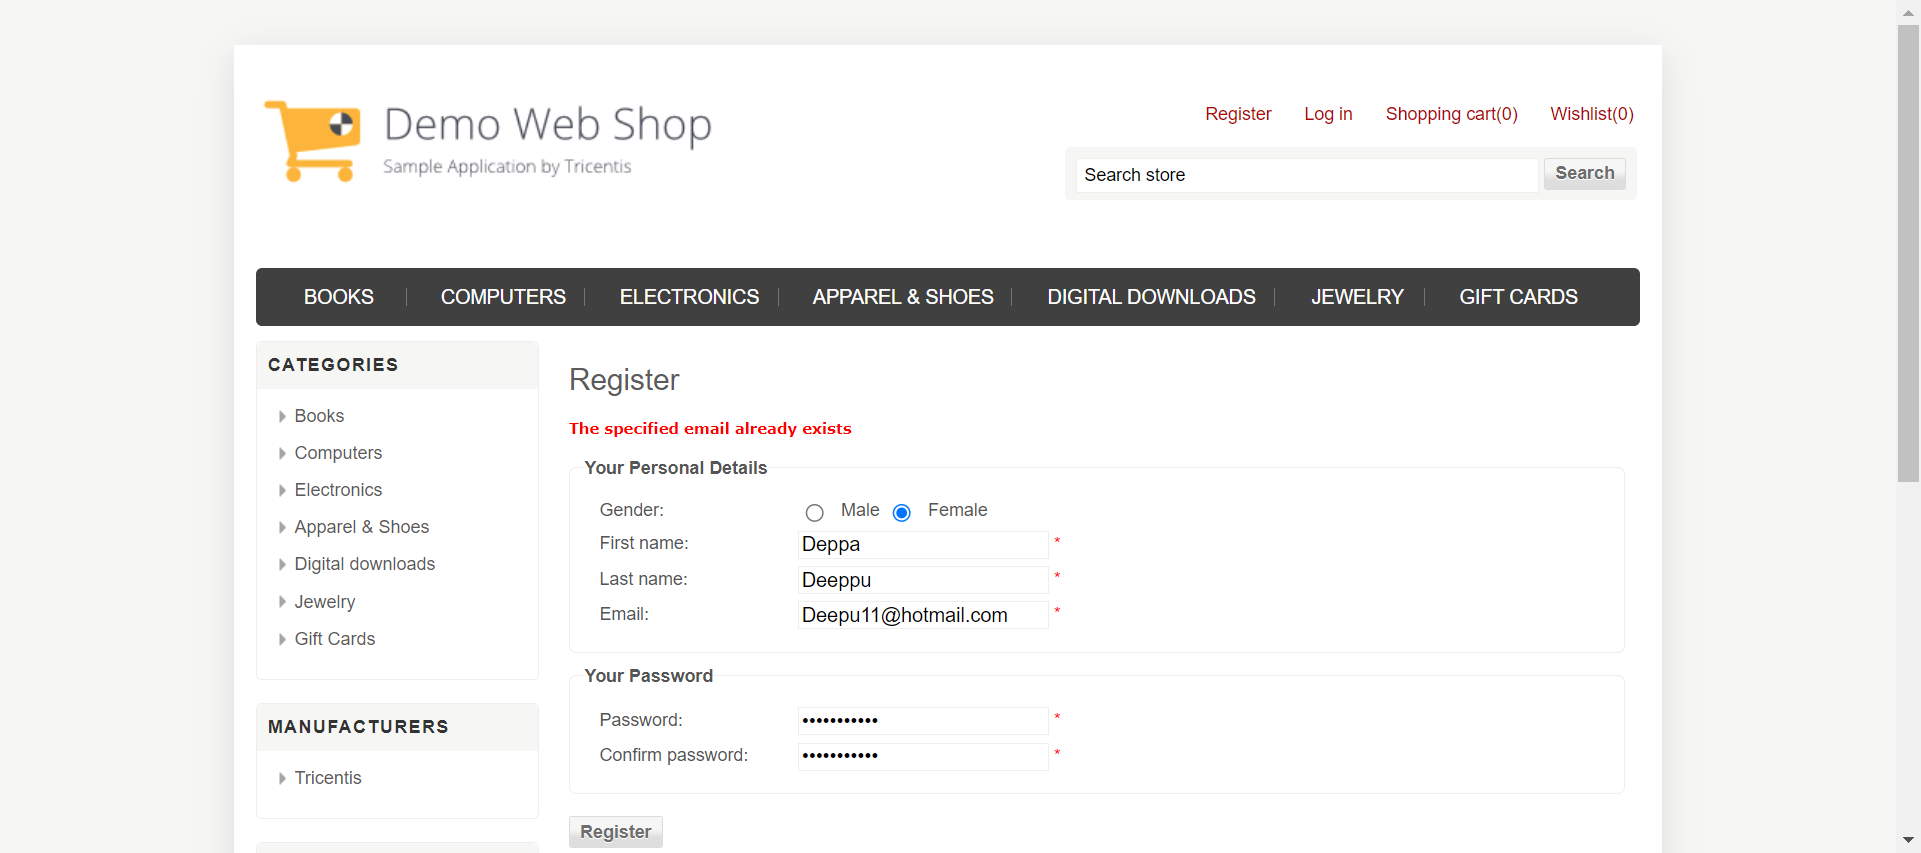 Demo Web Shop
Sample Application by Tricentis
Register Log in Shopping cart(0) Wishlist(0)
Search store Search
BOOKS COMPUTERS ELECTRONICS APPAREL & SHOES DIGITAL DOWNLOADS JEWELRY GIFT CARDS
CATEGORIES
Books
Computers
Electronics
Apparel & Shoes
Digital downloads
Jewelry
Gift Cards
MANUFACTURERS
Tricentis
Register
The specified email already exists
Your Personal Details
Gender: Male Female
First name: Deppa *
Last name: Deeppu *
Email: Deepu11@hotmail.com *
Your Password
Password: ••••••••••• *
Confirm password: ••••••••••• *
Register